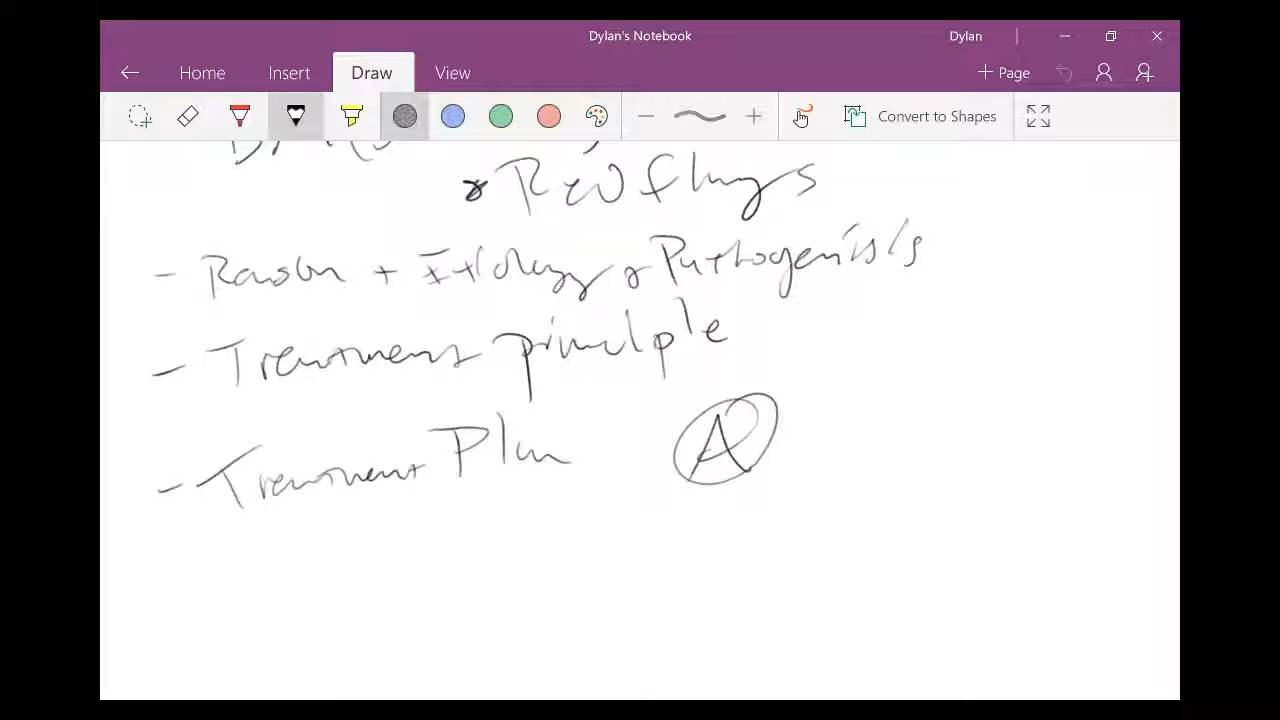 Dylan's Notebook Dylan
Home Insert Draw View + Page
Convert to Shapes
Red flags
- Reason + Etiology & Pathogenisis
- Treatment principle
- Treatment Plan A